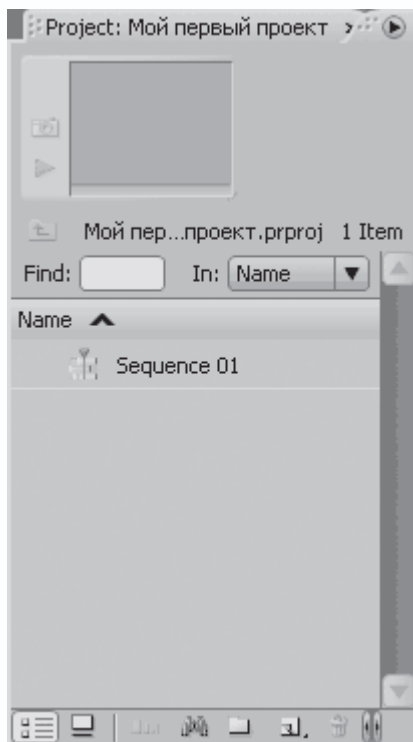 Project: Мой первый проект
Мой пер...проект.prproj 1 Item
Find: In: Name
Name
Sequence 01